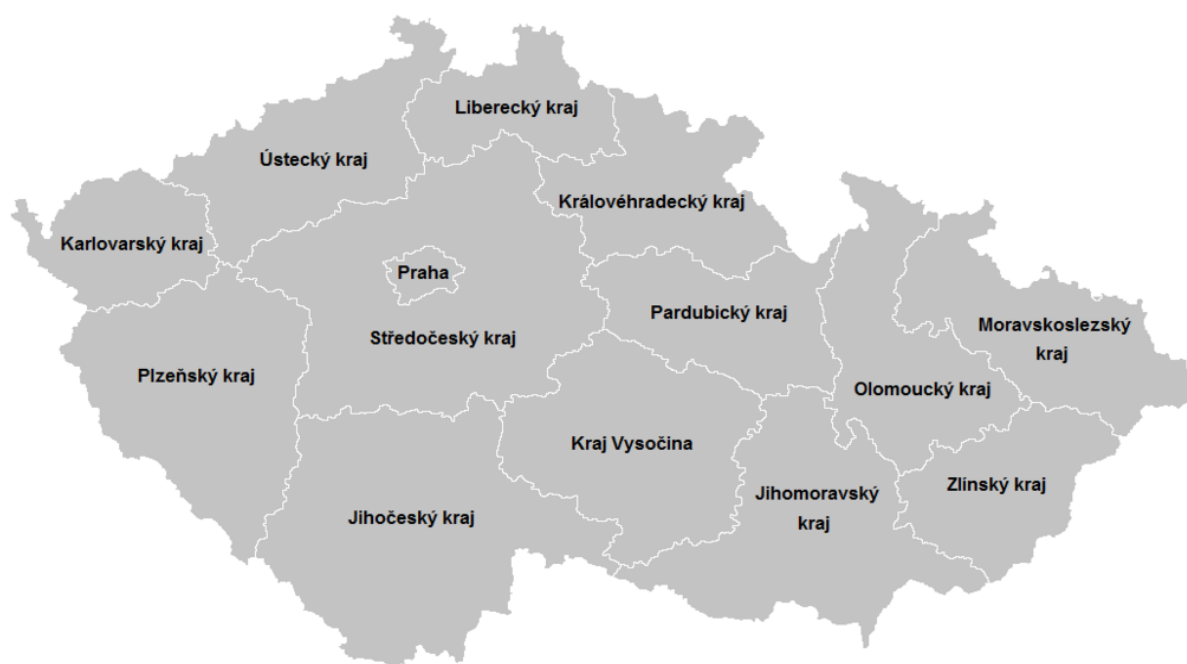 Liberecký kraj
Ústecký kraj
Královéhradecký kraj
Karlovarský kraj
Praha
Pardubický kraj
Středočeský kraj
Moravskoslezský
kraj
Plzeňský kraj
Olomoucký kraj
Kraj Vysočina
Zlínský kraj
Jihomoravský
kraj
Jihočeský kraj